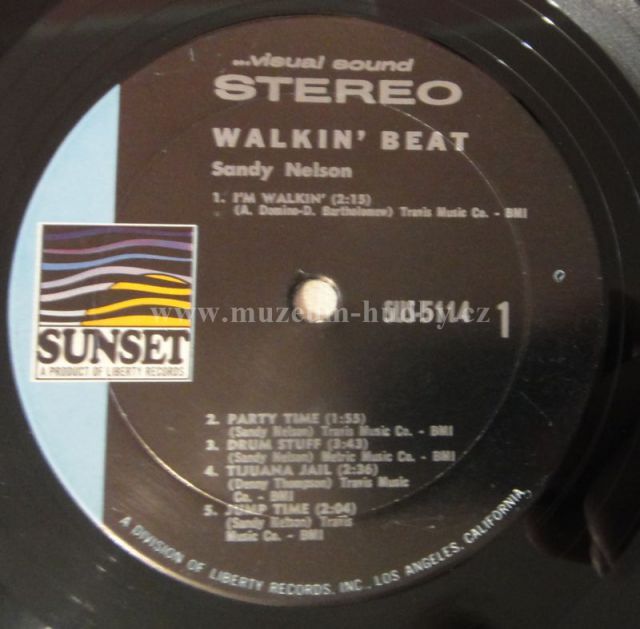 ...visual sound
STEREO
WALKIN' BEAT
Sandy Nelson
1. I'M WALKIN' (2:15)
(A. Domino-D. Bartholomew) Travis Music Co. - BMI
SUS-5114
1
www.muzeum-hudby.cz
SUNSET
A PRODUCT OF LIBERTY RECORDS
2. PARTY TIME (1:55)
(Sandy Nelson) Travis Music Co. - BMI
3. DRUM STUFF (3:43)
(Sandy Nelson) Metric Music Co. - BMI
4. TIJUANA JAIL (2:36)
(Denny Thompson) Travis Music
Co. - BMI
5. JUMP TIME (2:04)
(Sandy Nelson) Travis
Music Co. - BMI
A DIVISION OF LIBERTY RECORDS, INC., LOS ANGELES, CALIFORNIA